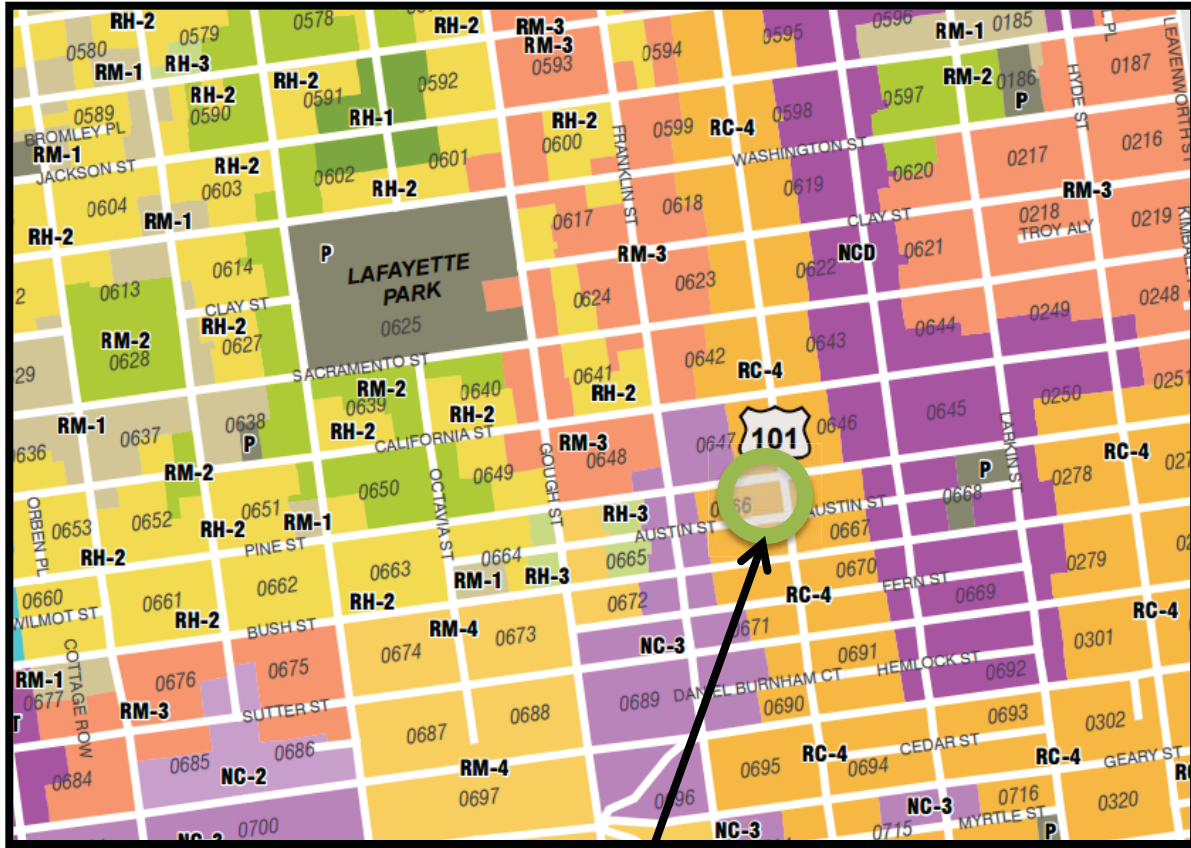 RH-2
0578
RH-2
RM-3
0596
0185
0579
0580
RM-3
0594
0595
RM-1
RM-1
RH-3
0593
0187
LEAVENWORTH ST
RH-2
0592
RM-2
0186
HYDE ST
RH-2
0591
0597
P
0589
0590
RH-1
RH-2
0598
BROMLEY PL
0600
FRANKLIN ST
0599
RC-4
RM-1
JACKSON ST
0601
WASHINGTON ST
0217
0216
RH-2
0602
0620
0603
RH-2
0619
RM-3
0604
0618
RM-1
0617
CLAY ST
0218
0219
RH-2
TROY ALY
P
LAFAYETTE
PARK
RM-3
0622
NCD
0621
0614
0613
0623
0624
0248
CLAY ST
0625
0249
RH-2
0627
0644
RM-2
0628
0643
SACRAMENTO ST
0642
RM-2
0640
0641
RC-4
0251
0639
RH-2
RH-2
0250
0638
0645
RM-1
0637
RH-2
CALIFORNIA ST
101
0646
LARKIN ST
P
RM-3
0647
0636
0648
RC-4
RM-2
GOUGH ST
P
0649
0278
OCTAVIA ST
0650
ORBEN PL
0651
RH-3
0668
0652
RM-1
AUSTIN ST
AUSTIN ST
0653
RH-2
0667
PINE ST
0664
0665
RH-2
0663
0670
0279
RM-1
RH-3
FERN ST
0662
0660
0661
RH-2
0672
RC-4
0669
WILMOT ST
RH-2
RC-4
BUSH ST
RM-4
0671
0673
NC-3
0301
0674
0691
COTTAGE ROW
0675
HEMLOCK ST
RM-1
0676
0692
0677
DANIEL BURNHAM CT
0689
RM-3
0690
SUTTER ST
0688
0693
0302
0687
CEDAR ST
0686
RC-4
RC-4
0685
GEARY ST
NC-2
RM-4
0695
0694
0684
0697
0696
0716
0320
NC-3
MYRTLE ST
0700
NC-3
0715
P